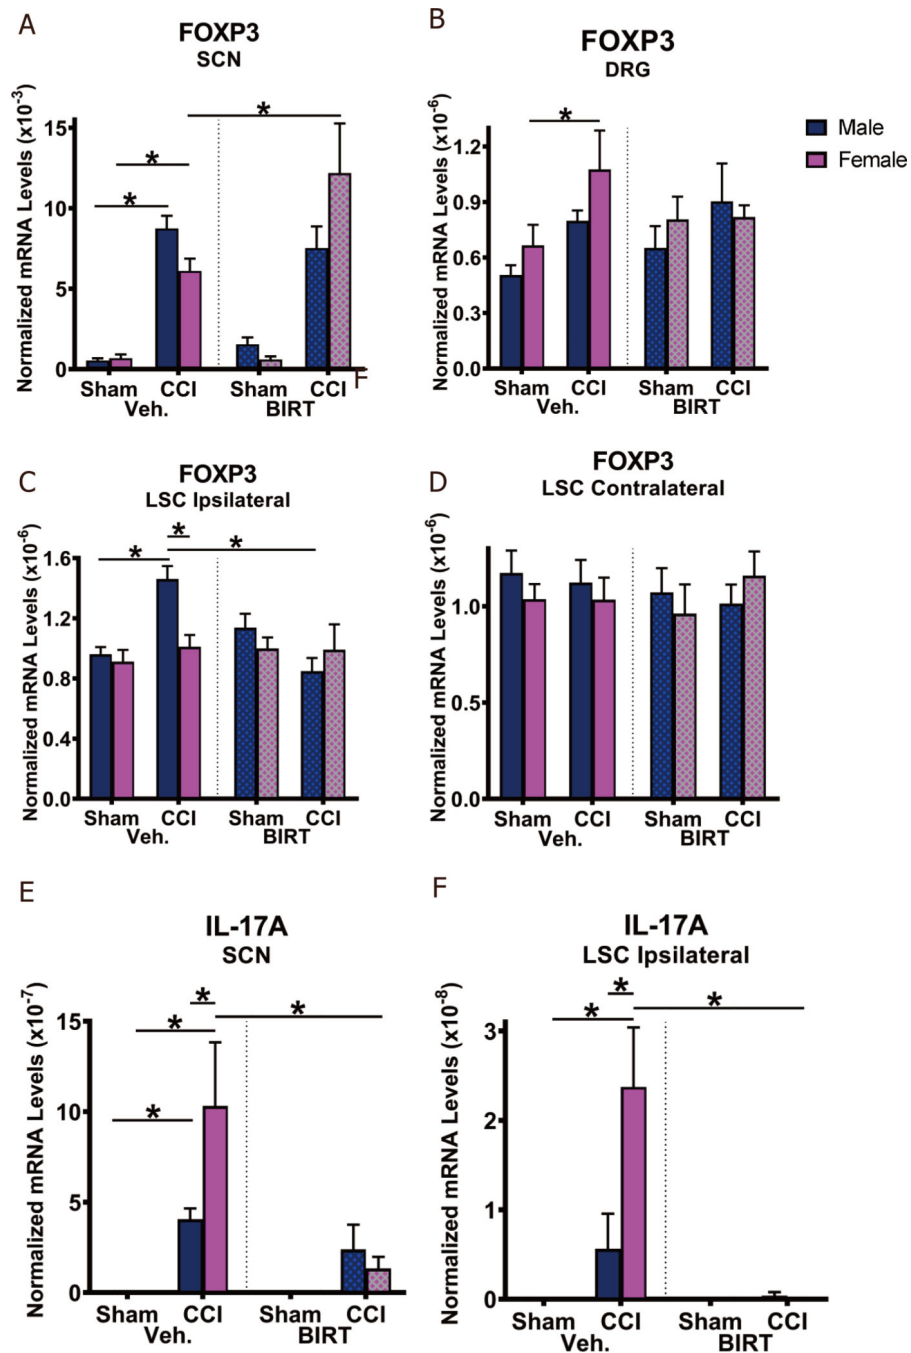 A
FOXP3
SCN
Normalized mRNA Levels (x10-3)
15
10
5
0
*
*
*
Sham CCI Sham CCI
F
Veh. BIRT
B
FOXP3
DRG
Normalized mRNA Levels (x10-6)
1.2
0.9
0.6
0.3
0.0
*
Sham CCI Sham CCI
Veh. BIRT
Male
Female
C
FOXP3
LSC Ipsilateral
Normalized mRNA Levels (x10-6)
1.6
1.2
0.8
0.4
0.0
*
*
*
Sham CCI Sham CCI
Veh. BIRT
D
FOXP3
LSC Contralateral
Normalized mRNA Levels (x10-6)
1.0
0.5
0.0
Sham CCI Sham CCI
Veh. BIRT
E
IL-17A
SCN
Normalized mRNA Levels (x10-7)
15
10
5
0
*
*
*
*
Sham CCI Sham CCI
Veh. BIRT
F
IL-17A
LSC Ipsilateral
Normalized mRNA Levels (x10-8)
3
2
1
0
*
*
*
Sham CCI Sham CCI
Veh. BIRT